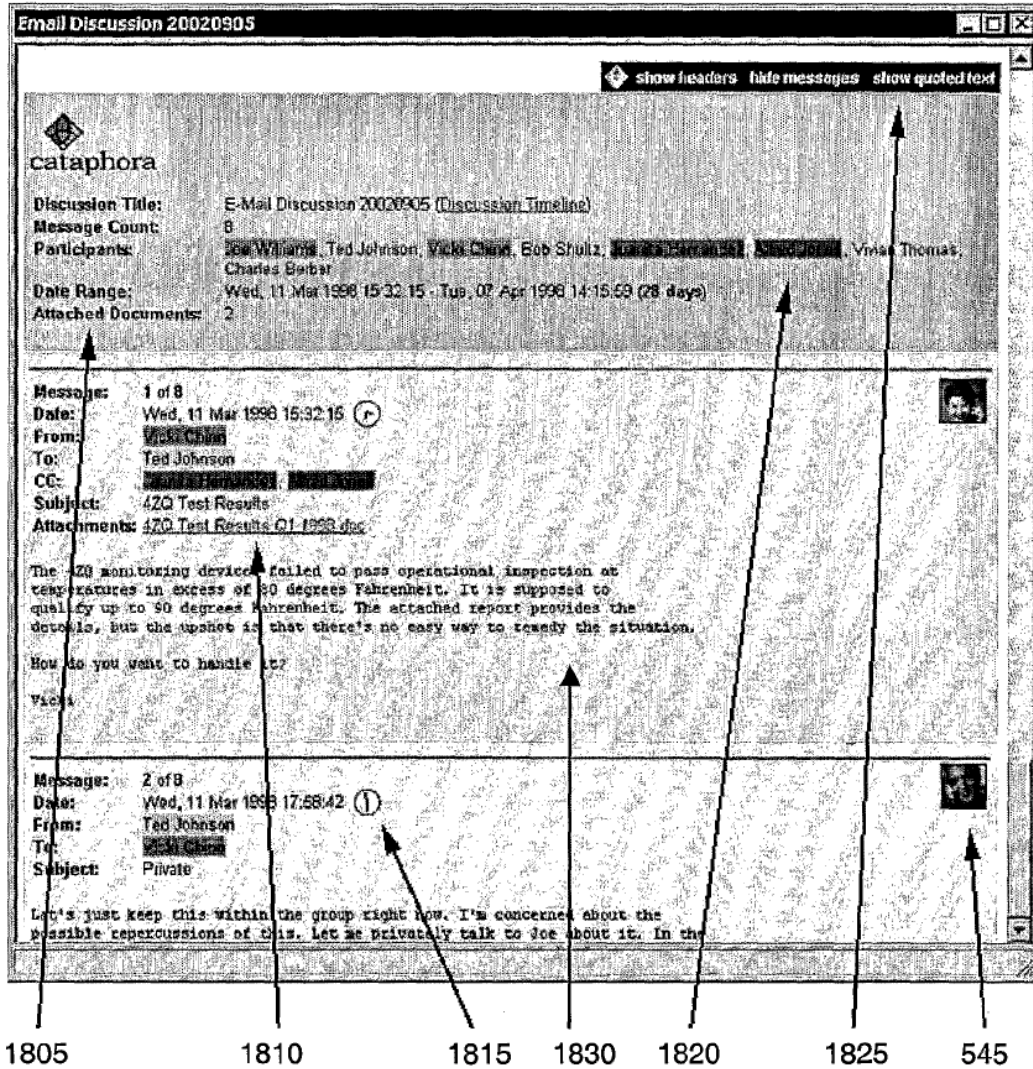 Email Discussion 20020905
show headers hide messages show quoted text
cataphora
Discussion Title: E-Mail Discussion 20020905 (Discussion Timeline)
Message Count: 8
Participants: Joe Williams, Ted Johnson, Vicki Chinn, Bob Shultz, Juanita Hernandez, Alfred Jones, Vivian Thomas,
Charles Berber
Date Range: Wed, 11 Mar 1998 15:32:15 - Tue, 07 Apr 1998 14:15:59 (28 days)
Attached Documents: 2
Message: 1 of 8
Date: Wed, 11 Mar 1998 15:32:15
From: Vicki Chinn
To: Ted Johnson
CC: Juanita Hernandez,
Subject: 4ZQ Test Results
Attachments: 4ZQ Test Results Q1-1998.doc
The 4ZQ monitoring devices failed to pass operational inspection at
temperatures in excess of 80 degrees Fahrenheit. It is supposed to
qualify up to 90 degrees Fahrenheit. The attached report provides the
details, but the upshot is that there's no easy way to remedy the situation.
How do you want to handle it?
Vicki
Message: 2 of 8
Date: Wed, 11 Mar 1998 17:58:42
From: Ted Johnson
To: Vicki Chinn
Subject: Private
Let's just keep this within the group right now. I'm concerned about the
possible repercussions of this. Let me privately talk to Joe about it. In the
1805 1810 1815 1830 1820 1825 545